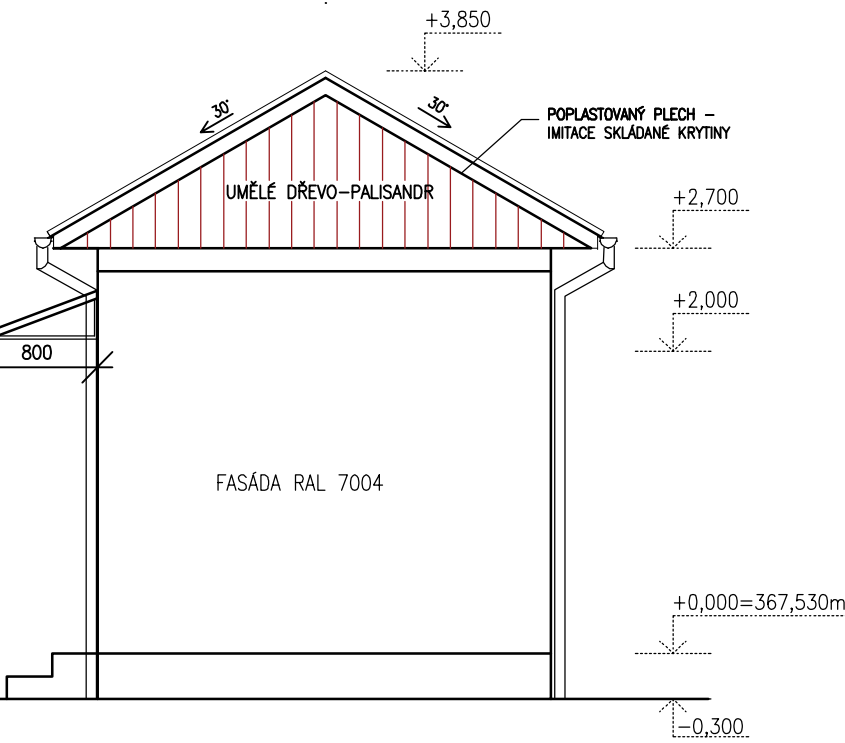 +3,850
30°
30°
POPLASTOVANÝ PLECH –
IMITACE SKLÁDANÉ KRYTINY
UMĚLÉ DŘEVO–PALISANDR
+2,700
+2,000
800
FASÁDA RAL 7004
+0,000=367,530m
–0,300